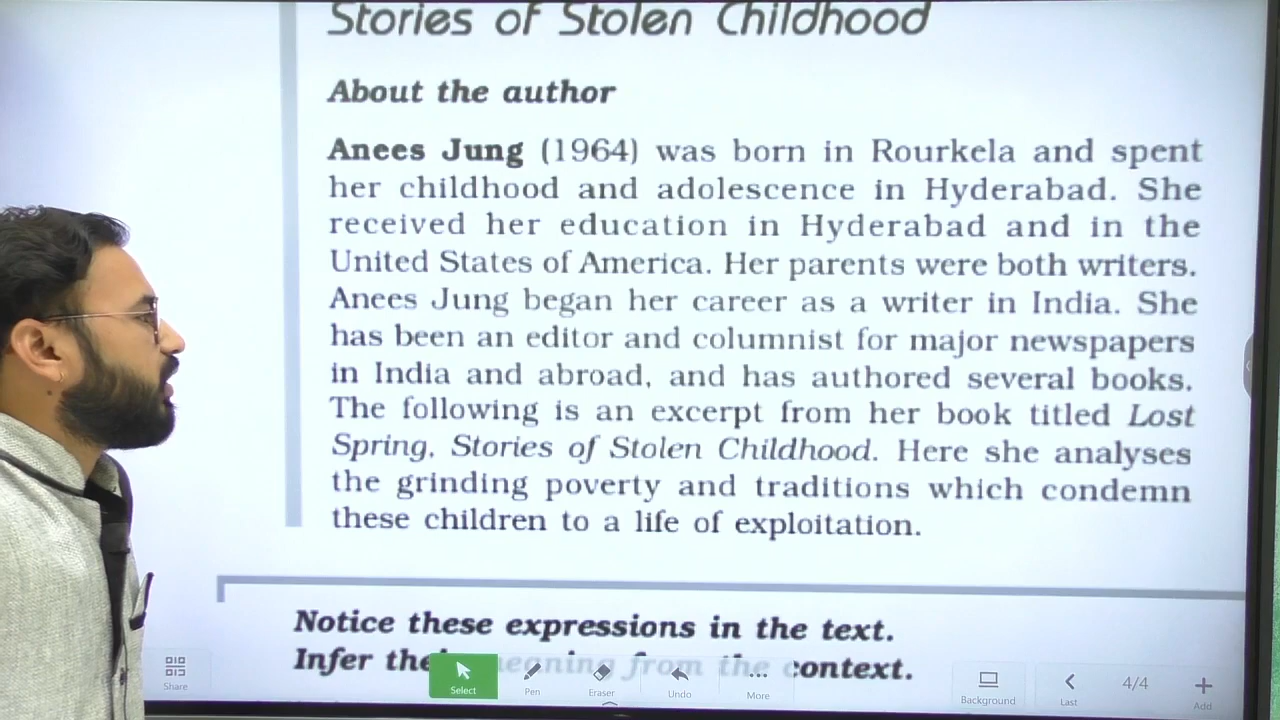 Stories of Stolen Childhood
About the author
Anees Jung (1964) was born in Rourkela and spent
her childhood and adolescence in Hyderabad. She
received her education in Hyderabad and in the
United States of America. Her parents were both writers.
Anees Jung began her career as a writer in India. She
has been an editor and columnist for major newspapers
in India and abroad, and has authored several books.
The following is an excerpt from her book titled Lost
Spring, Stories of Stolen Childhood. Here she analyses
the grinding poverty and traditions which condemn
these children to a life of exploitation.
Notice these expressions in the text.
Infer their meaning from the context.
Share
Select
Pen
Eraser
Undo
More
Background
Last
4/4
Add